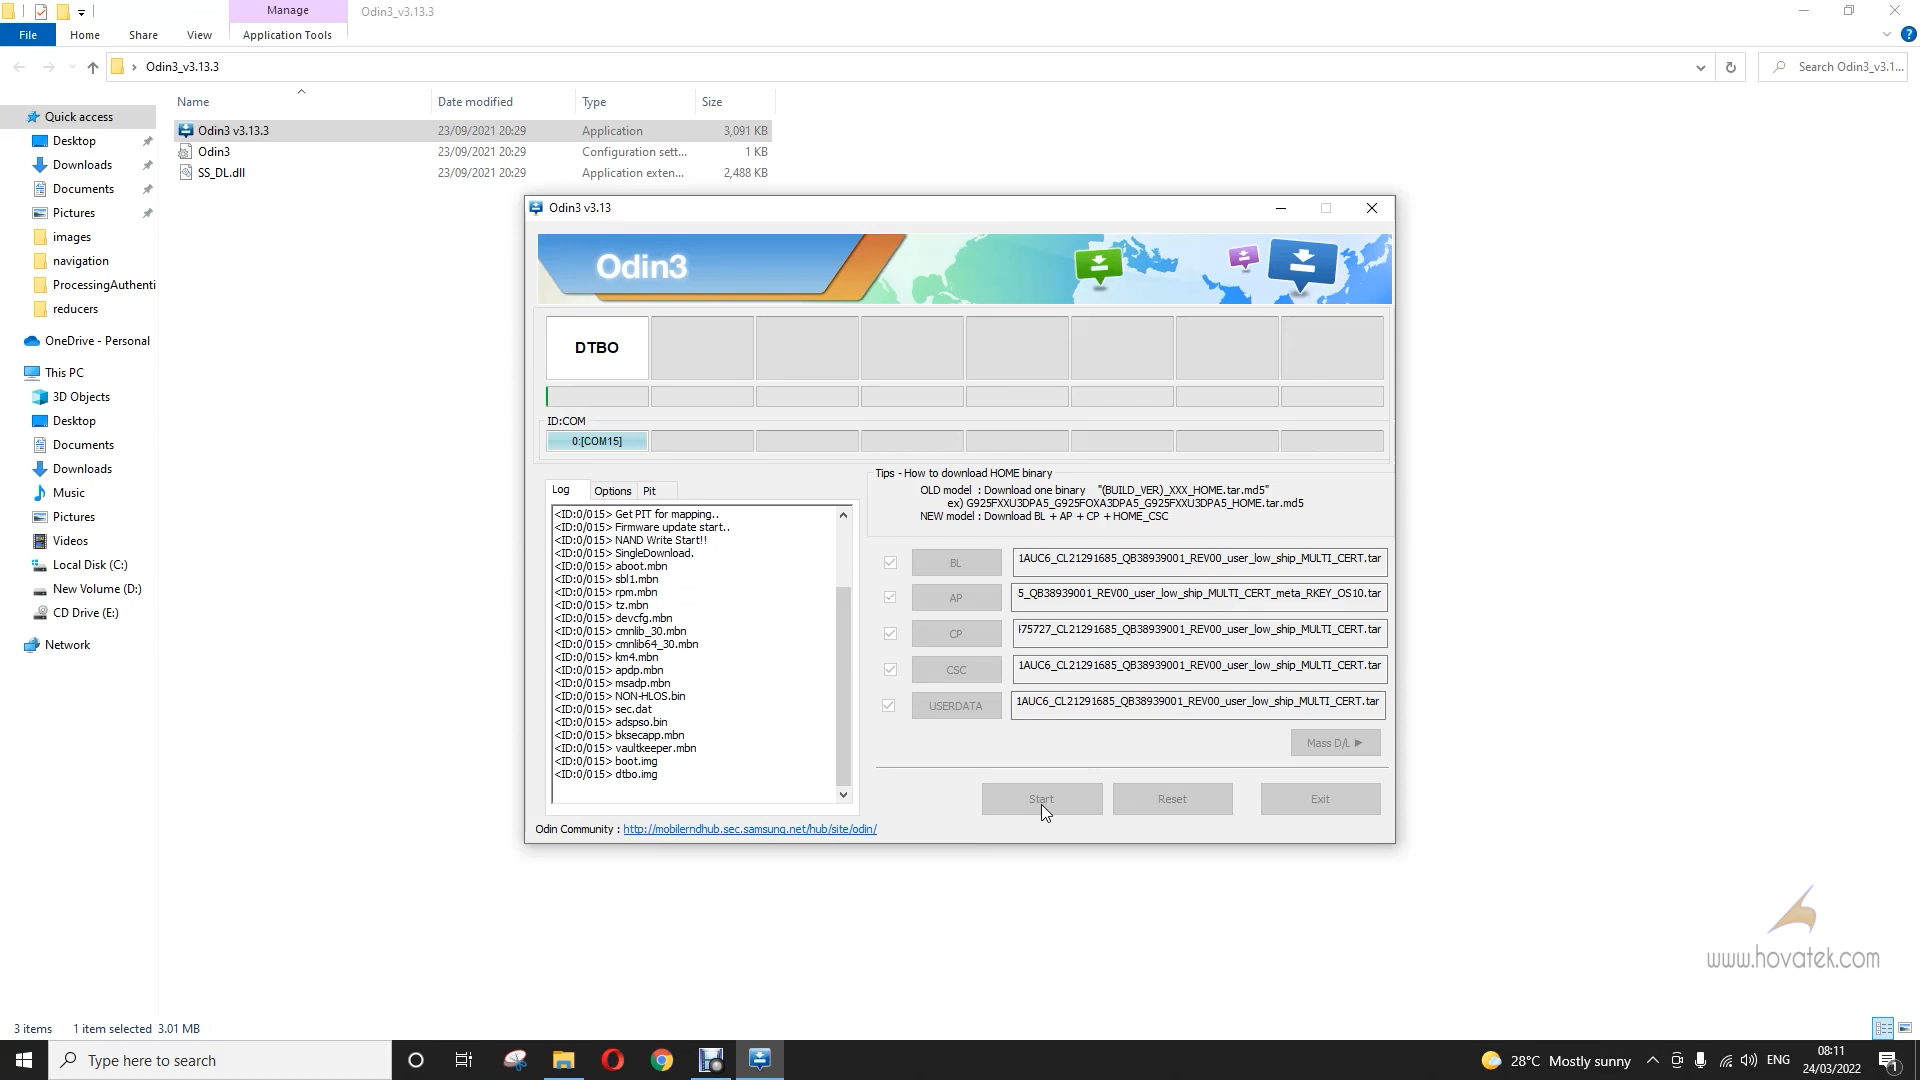 Manage
Odin3_v3.13.3
File
Home
Share
View
Application Tools
Odin3_v3.13.3
Search Odin3_v3.1...
Name
Date modified
Type
Size
Quick access
Desktop
Downloads
Documents
Pictures
images
navigation
ProcessingAuthenti
reducers
OneDrive - Personal
This PC
3D Objects
Desktop
Documents
Downloads
Music
Pictures
Videos
Local Disk (C:)
New Volume (D:)
CD Drive (E:)
Network
Odin3 v3.13.3 23/09/2021 20:29 Application 3,091 KB
Odin3 23/09/2021 20:29 Configuration sett... 1 KB
SS_DL.dll 23/09/2021 20:29 Application exten... 2,488 KB
Odin3 v3.13
Odin3
DTBO
ID:COM
0:[COM15]
Log
Options
Pit
<ID:0/015> Get PIT for mapping..
<ID:0/015> Firmware update start..
<ID:0/015> NAND Write Start!!
<ID:0/015> SingleDownload.
<ID:0/015> aboot.mbn
<ID:0/015> sbl1.mbn
<ID:0/015> rpm.mbn
<ID:0/015> tz.mbn
<ID:0/015> devcfg.mbn
<ID:0/015> cmnlib_30.mbn
<ID:0/015> cmnlib64_30.mbn
<ID:0/015> km4.mbn
<ID:0/015> apdp.mbn
<ID:0/015> msadp.mbn
<ID:0/015> NON-HLOS.bin
<ID:0/015> sec.dat
<ID:0/015> adspso.bin
<ID:0/015> bksecapp.mbn
<ID:0/015> vaultkeeper.mbn
<ID:0/015> boot.img
<ID:0/015> dtbo.img
Tips - How to download HOME binary
OLD model : Download one binary "(BUILD_VER)_XXX_HOME.tar.md5"
ex) G925FXXU3DPA5_G925FOXA3DPA5_G925FXXU3DPA5_HOME.tar.md5
NEW model : Download BL + AP + CP + HOME_CSC
BL 1AUC6_CL21291685_QB38939001_REV00_user_low_ship_MULTI_CERT.tar
AP 5_QB38939001_REV00_user_low_ship_MULTI_CERT_meta_RKEY_OS10.tar
CP 75727_CL21291685_QB38939001_REV00_user_low_ship_MULTI_CERT.tar
CSC 1AUC6_CL21291685_QB38939001_REV00_user_low_ship_MULTI_CERT.tar
USERDATA 1AUC6_CL21291685_QB38939001_REV00_user_low_ship_MULTI_CERT.tar
Mass D/L
Start
Reset
Exit
Odin Community : http://mobilerndhub.sec.samsung.net/hub/site/odin/
www.hovatek.com
3 items 1 item selected 3.01 MB
Type here to search
28°C Mostly sunny
ENG
08:11
24/03/2022
1